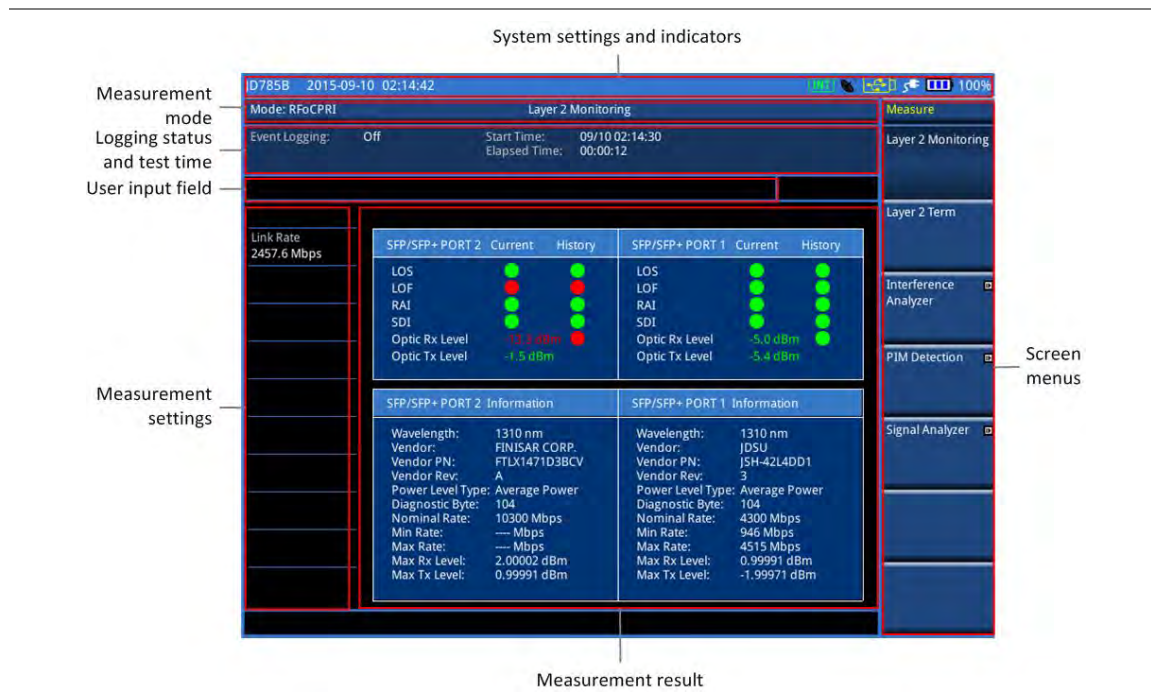 System settings and indicators
JD785B 2015-09-10 02:14:42 100%
Measurement mode
Mode: RFoCPRI Layer 2 Monitoring
Measure
Logging status and test time
Event Logging: Off Start Time: 09/10 02:14:30
Elapsed Time: 00:00:12
Layer 2 Monitoring
User input field
Layer 2 Term
Link Rate
2457.6 Mbps
SFP/SFP+ PORT 2 Current History
LOS
LOF
RAI
SDI
Optic Rx Level
Optic Tx Level -1.5 dBm
SFP/SFP+ PORT 1 Current History
LOS
LOF
RAI
SDI
Optic Rx Level -5.0 dBm
Optic Tx Level -5.4 dBm
Interference
Analyzer
PIM Detection
Screen
menus
Signal Analyzer
Measurement
settings
SFP/SFP+ PORT 2 Information
Wavelength: 1310 nm
Vendor: FINISAR CORP.
Vendor PN: FTLX1471D3BCV
Vendor Rev: A
Power Level Type: Average Power
Diagnostic Byte: 104
Nominal Rate: 10300 Mbps
Min Rate: ---- Mbps
Max Rate: ---- Mbps
Max Rx Level: 2.00002 dBm
Max Tx Level: 0.99991 dBm
SFP/SFP+ PORT 1 Information
Wavelength: 1310 nm
Vendor: JDSU
Vendor PN: JSH-42L4DD1
Vendor Rev: 3
Power Level Type: Average Power
Diagnostic Byte: 104
Nominal Rate: 4300 Mbps
Min Rate: 946 Mbps
Max Rate: 4515 Mbps
Max Rx Level: 0.99991 dBm
Max Tx Level: -1.99971 dBm
Measurement result